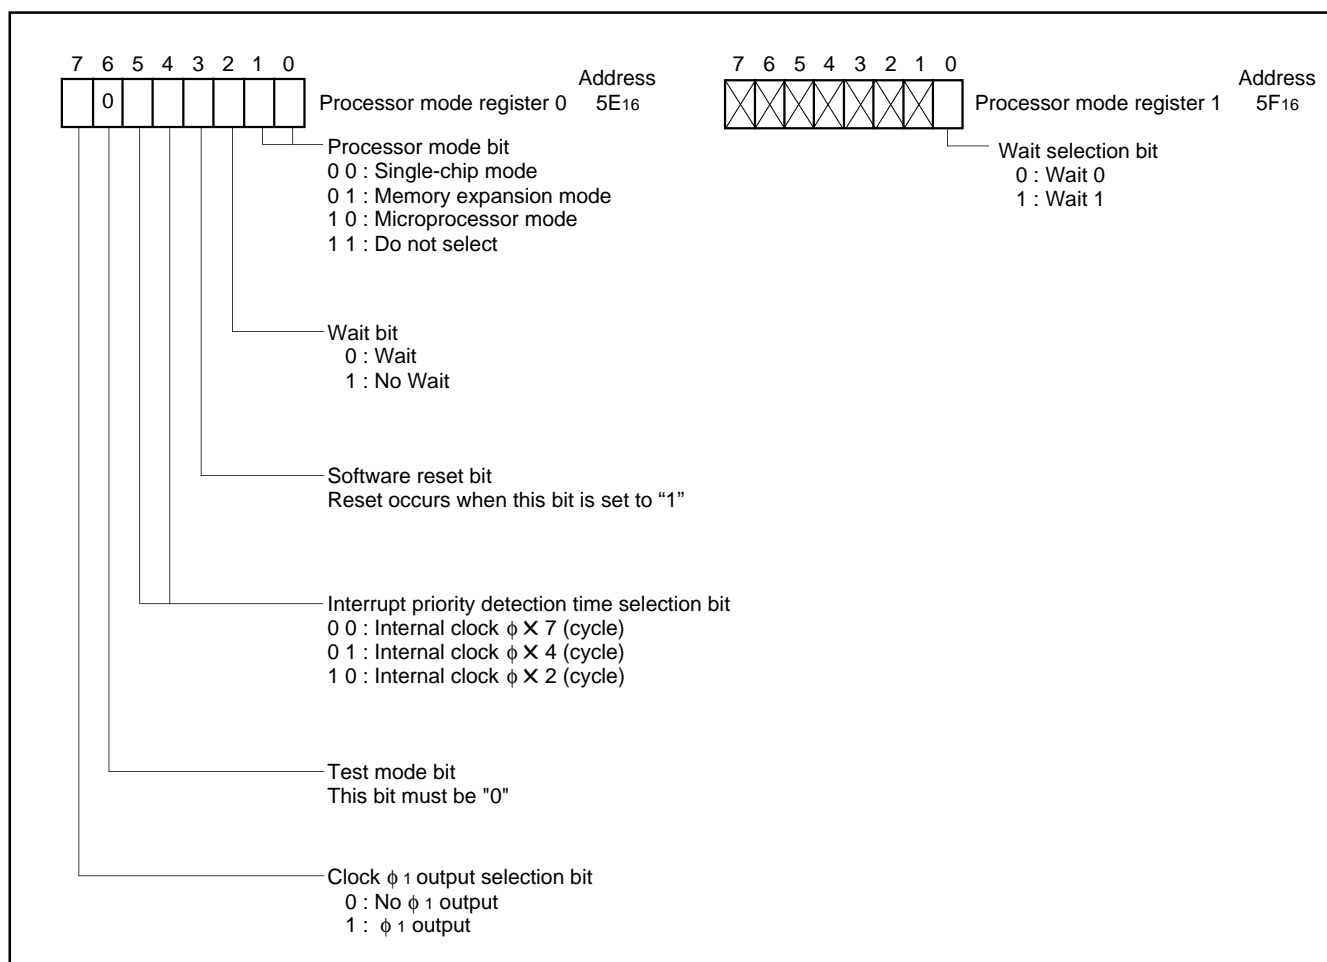 7 6 5 4 3 2 1 0
0
Processor mode register 0
Address
5E16
Processor mode bit
0 0 : Single-chip mode
0 1 : Memory expansion mode
1 0 : Microprocessor mode
1 1 : Do not select
Wait bit
0 : Wait
1 : No Wait
Software reset bit
Reset occurs when this bit is set to “1”
Interrupt priority detection time selection bit
0 0 : Internal clock ϕ ✕ 7 (cycle)
0 1 : Internal clock ϕ ✕ 4 (cycle)
1 0 : Internal clock ϕ ✕ 2 (cycle)
Test mode bit
This bit must be "0"
Clock ϕ 1 output selection bit
0 : No ϕ 1 output
1 : ϕ 1 output
7 6 5 4 3 2 1 0
Processor mode register 1
Address
5F16
Wait selection bit
0 : Wait 0
1 : Wait 1